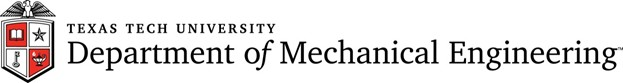 TEXAS TECH UNIVERSITY
Department of Mechanical Engineering™